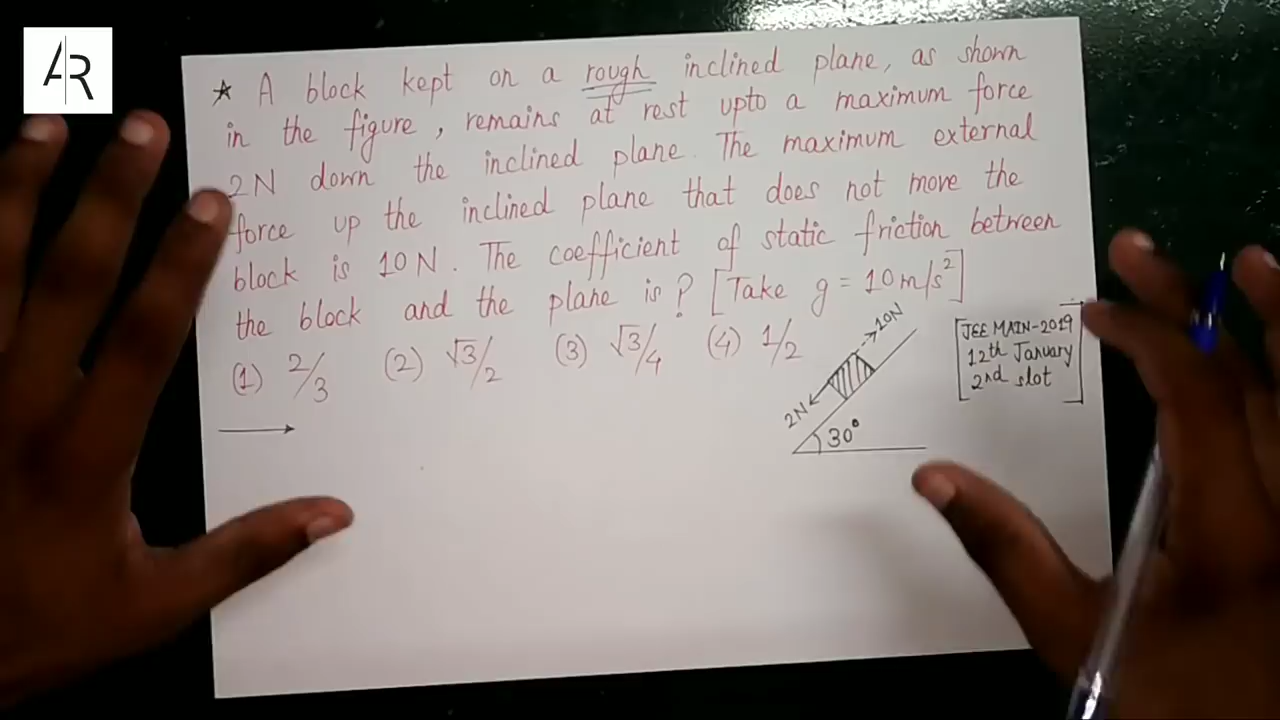 AR
★ A block kept on a rough inclined plane, as shown
in the figure, remains at rest upto a maximum force
2N down the inclined plane. The maximum external
force up the inclined plane that does not move the
block is 10N. The coefficient of static friction between
the block and the plane is? [Take g = 10m/s²]
(1) 2/3 (2) √3/2 (3) √3/4 (4) 1/2
10N
2N
30°
[JEE MAIN-2019
12th January
2nd slot]